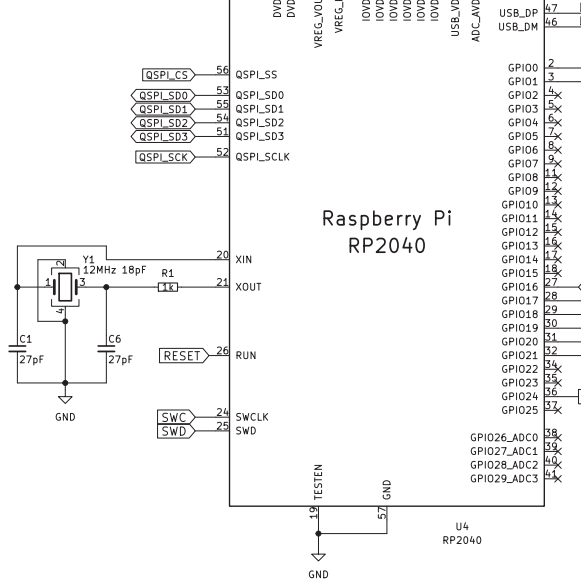 DVD
DVD
VREG_VOU
VREG_
IOVD
IOVD
IOVD
IOVD
IOVD
IOVD
USB_VD
ADC_AVD
USB_DP 47
USB_DM 46
QSPI_CS 56 QSPI_SS
QSPI_SD0 53 QSPI_SD0
QSPI_SD1 55 QSPI_SD1
QSPI_SD2 54 QSPI_SD2
QSPI_SD3 51 QSPI_SD3
QSPI_SCK 52 QSPI_SCLK
GPIO0 2
GPIO1 3
GPIO2 4
GPIO3 5
GPIO4 6
GPIO5 7
GPIO6 8
GPIO7 9
GPIO8 11
GPIO9 12
GPIO10 13
GPIO11 14
GPIO12 15
GPIO13 16
GPIO14 17
GPIO15 18
GPIO16 27
GPIO17 28
GPIO18 29
GPIO19 30
GPIO20 31
GPIO21 32
GPIO22 34
GPIO23 35
GPIO24 36
GPIO25 37
GPIO26_ADC0 38
GPIO27_ADC1 39
GPIO28_ADC2 40
GPIO29_ADC3 41
Raspberry Pi
RP2040
20 XIN
Y1
12MHz 18pF
1 2 3 4
R1
1k
21 XOUT
C1
27pF
C6
27pF
GND
RESET 26 RUN
SWC 24 SWCLK
SWD 25 SWD
19 TESTEN
57 GND
GND
U4
RP2040